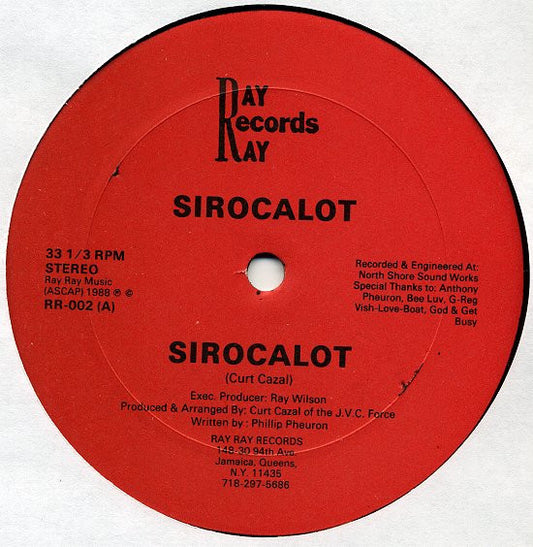 RAY
Records
RAY
SIROCALOT
33 1/3 RPM
STEREO
Ray Ray Music
(ASCAP) 1988 ℗ ©
RR-002 (A)
Recorded & Engineered At:
North Shore Sound Works
Special Thanks to: Anthony
Pheuron, Bee Luv, G-Reg
Vish-Love-Boat, God & Get
Busy
SIROCALOT
(Curt Cazal)
Exec. Producer: Ray Wilson
Produced & Arranged By: Curt Cazal of the J.V.C. Force
Written by : Phillip Pheuron
RAY RAY RECORDS
148-30 94th Ave.
Jamaica, Queens,
N.Y. 11435
718-297-5686